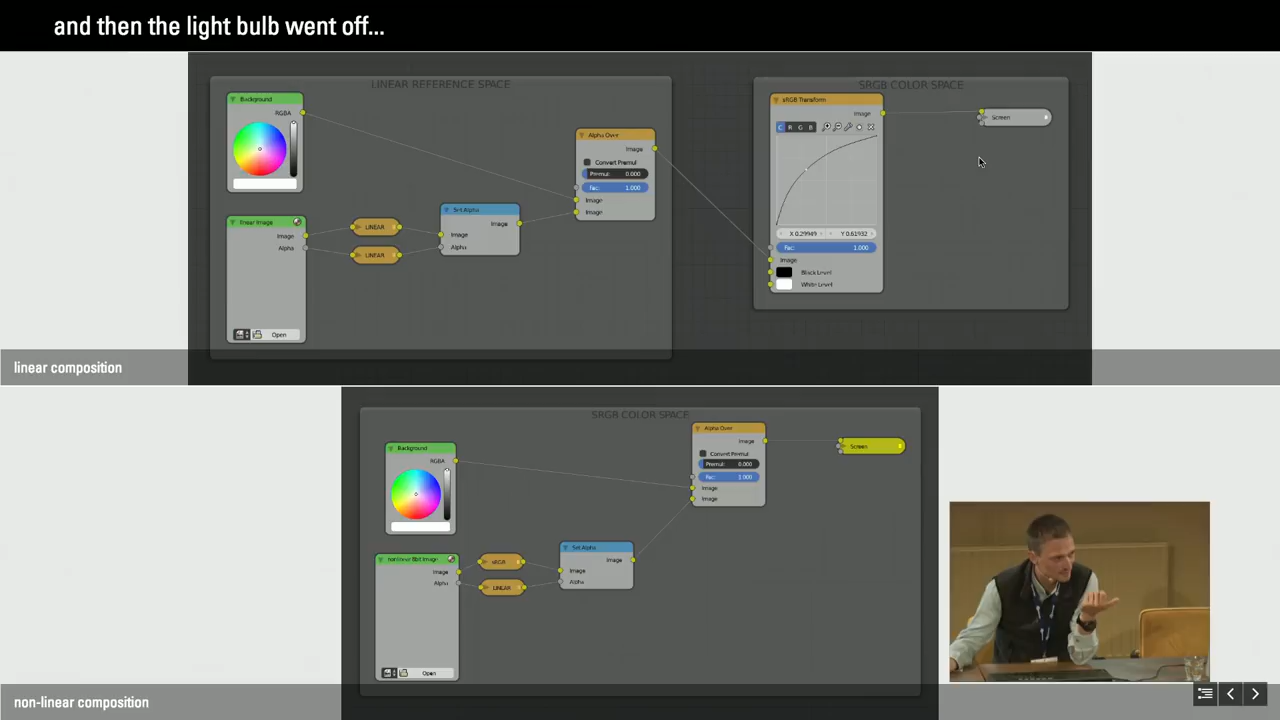 and then the light bulb went off...
LINEAR REFERENCE SPACE
Background
RGBA
Linear Image
Image
Alpha
Open
LINEAR
LINEAR
Set Alpha
Image
Image
Alpha
Alpha Over
Image
Convert Premul
Premul: 0.000
Fac: 1.000
Image
Image
SRGB COLOR SPACE
sRGB Transform
Image
C R G B
X 0.29949 Y 0.61932
Fac: 1.000
Image
Black Level
White Level
Screen
linear composition
SRGB COLOR SPACE
Background
RGBA
Image
Alpha
Open
sRGB
LINEAR
Set Alpha
Image
Image
Alpha
Alpha Over
Image
Convert Premul
Premul: 0.000
Fac: 1.000
Image
Image
Screen
non-linear composition